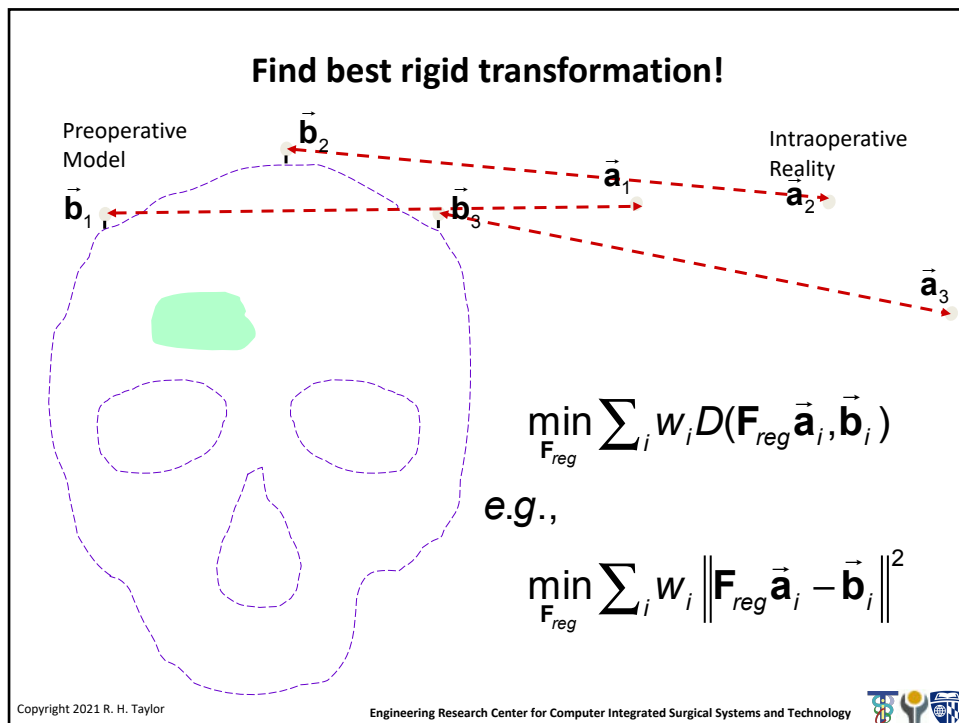 Find best rigid transformation!
Preoperative
Model
Intraoperative
Reality
b⃗₂
a⃗₁
a⃗₂
b⃗₁
b⃗₃
a⃗₃
min_{F_reg} ∑_i w_i D(F_reg a⃗_i, b⃗_i)
e.g.,
min_{F_reg} ∑_i w_i ‖F_reg a⃗_i − b⃗_i‖²
Copyright 2021 R. H. Taylor
Engineering Research Center for Computer Integrated Surgical Systems and Technology